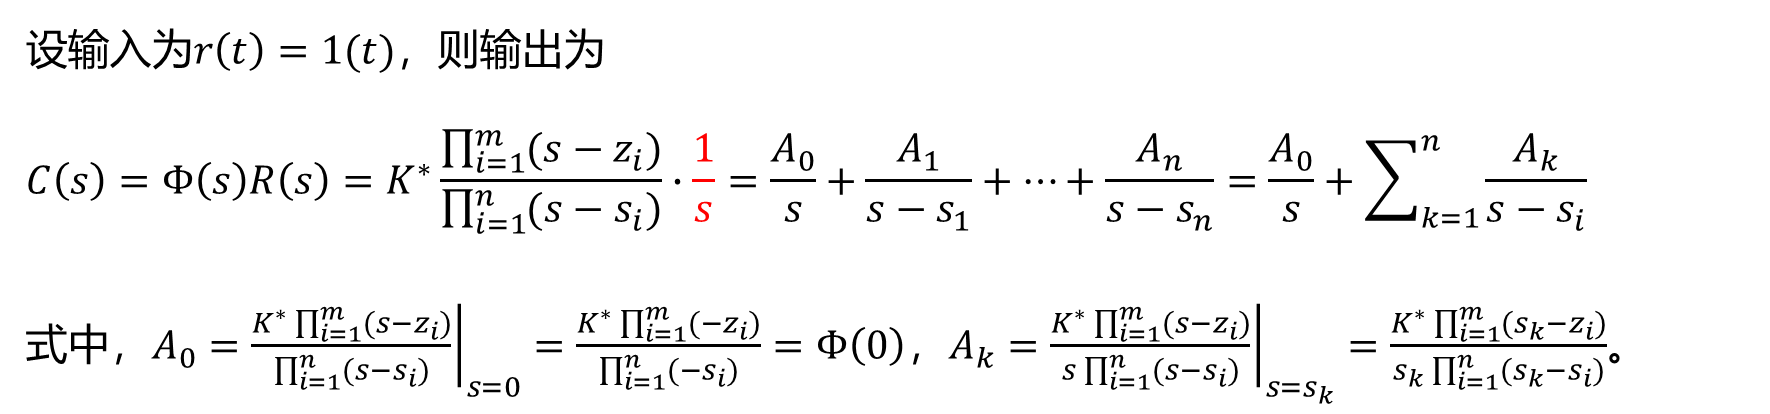 设输入为r(t) = 1(t)，则输出为
C(s) = Φ(s)R(s) = K* ∏_{i=1}^{m}(s − z_i) / ∏_{i=1}^{n}(s − s_i) · 1/s = A_0/s + A_1/(s − s_1) + ⋯ + A_n/(s − s_n) = A_0/s + ∑_{k=1}^{n} A_k/(s − s_i)
式中，A_0 = K* ∏_{i=1}^{m}(s−z_i) / ∏_{i=1}^{n}(s−s_i) |_{s=0} = K* ∏_{i=1}^{m}(−z_i) / ∏_{i=1}^{n}(−s_i) = Φ(0)，A_k = K* ∏_{i=1}^{m}(s−z_i) / s ∏_{i=1}^{n}(s−s_i) |_{s=s_k} = K* ∏_{i=1}^{m}(s_k−z_i) / s_k ∏_{i=1}^{n}(s_k−s_i)。